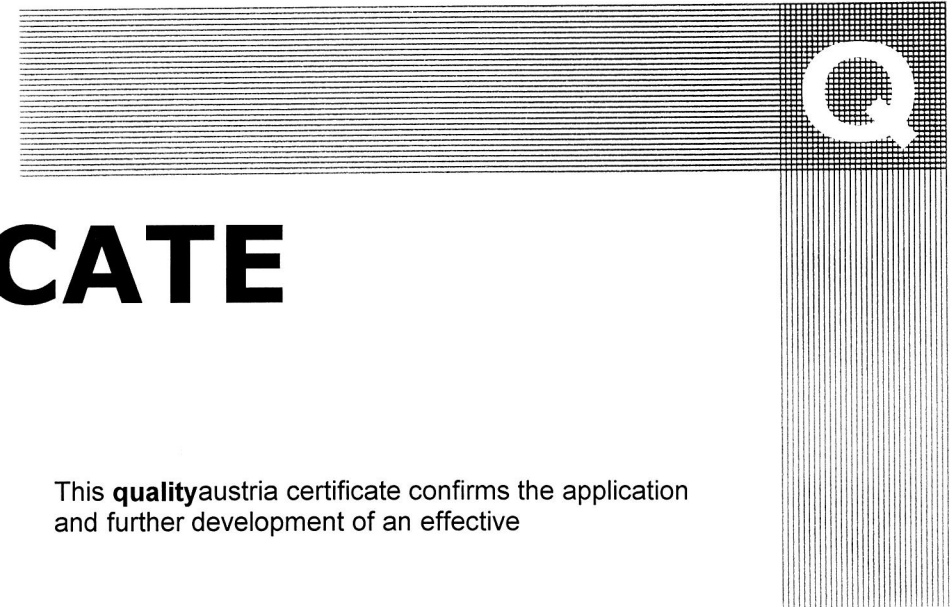 Q
CATE
This qualityaustria certificate confirms the application
and further development of an effective